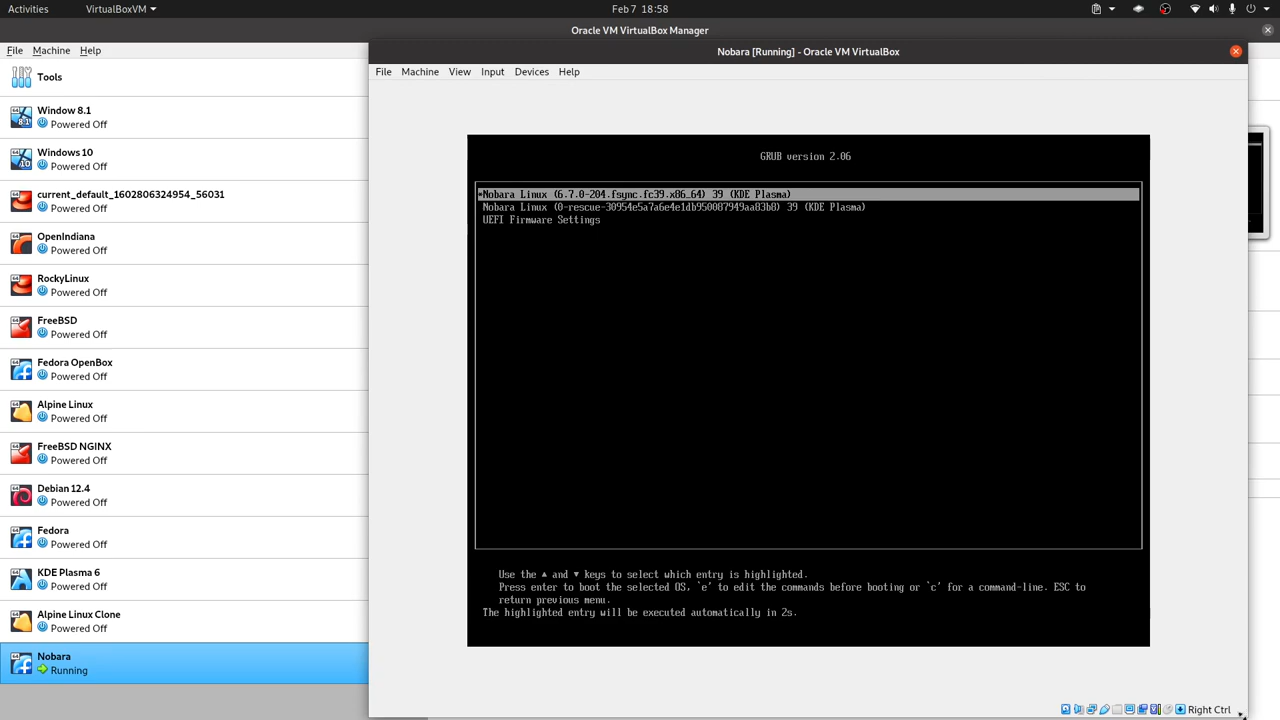 Activities
VirtualBoxVM
Feb 7 18:58
Oracle VM VirtualBox Manager
File Machine Help
Tools
Window 8.1
Powered Off
Windows 10
Powered Off
current_default_1602806324954_56031
Powered Off
OpenIndiana
Powered Off
RockyLinux
Powered Off
FreeBSD
Powered Off
Fedora OpenBox
Powered Off
Alpine Linux
Powered Off
FreeBSD NGINX
Powered Off
Debian 12.4
Powered Off
Fedora
Powered Off
KDE Plasma 6
Powered Off
Alpine Linux Clone
Powered Off
Nobara
Running
Nobara [Running] - Oracle VM VirtualBox
File Machine View Input Devices Help
GRUB version 2.06
*Nobara Linux (6.7.0-204.fsync.fc39.x86_64) 39 (KDE Plasma)
Nobara Linux (0-rescue-30954e5a7a6e4e1db950087949aa83b8) 39 (KDE Plasma)
UEFI Firmware Settings
Use the ▲ and ▼ keys to select which entry is highlighted.
Press enter to boot the selected OS, `e' to edit the commands before booting or `c' for a command-line. ESC to
return previous menu.
The highlighted entry will be executed automatically in 2s.
Right Ctrl